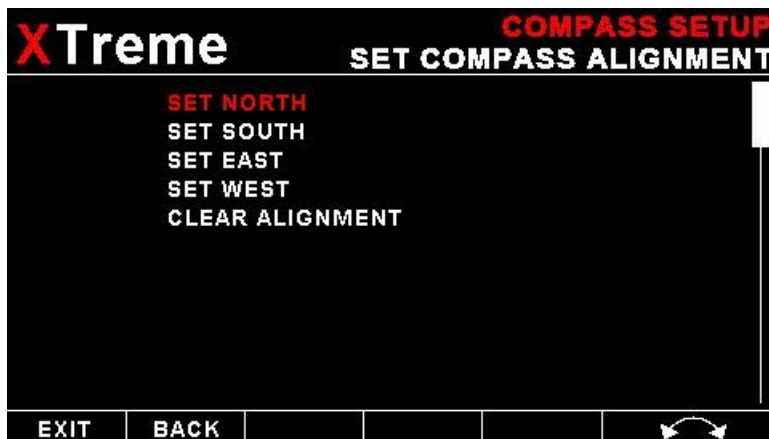 XTreme
COMPASS SETUP
SET COMPASS ALIGNMENT
SET NORTH
SET SOUTH
SET EAST
SET WEST
CLEAR ALIGNMENT
EXIT BACK